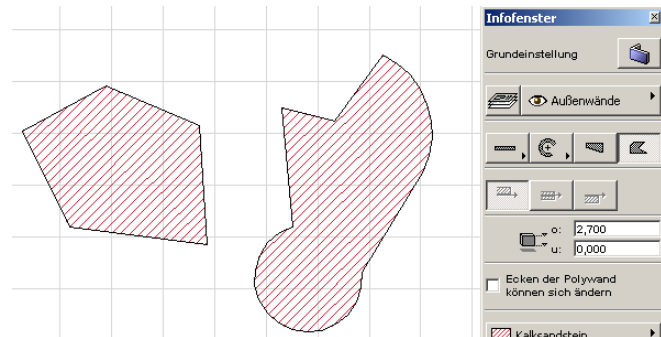 Infofenster
Grundeinstellung
Außenwände
o: 2,700
u: 0,000
Ecken der Polywand
können sich ändern
Kalksandstein